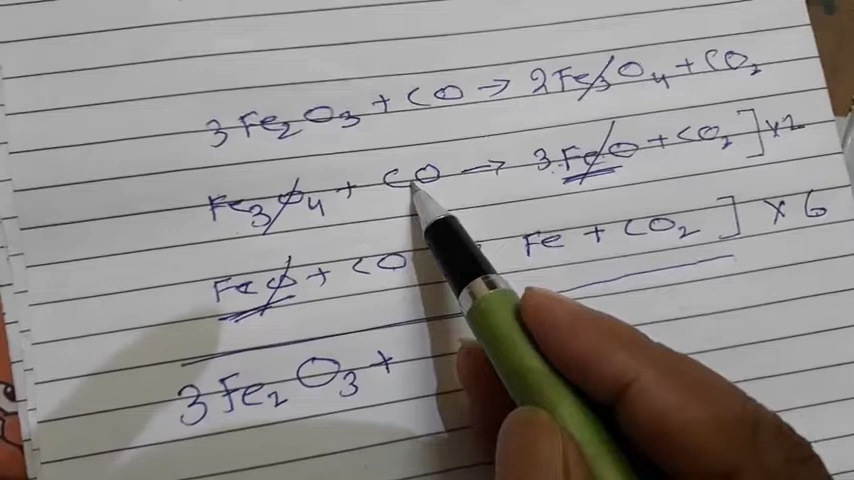 3Fe₂O₃ + CO → 2Fe₃O₄ + CO₂
Fe₃O₄ + CO → 3FeO + CO₂] ×2
FeO + CO Fe + CO₂] × 6
3Fe₂O₃ +